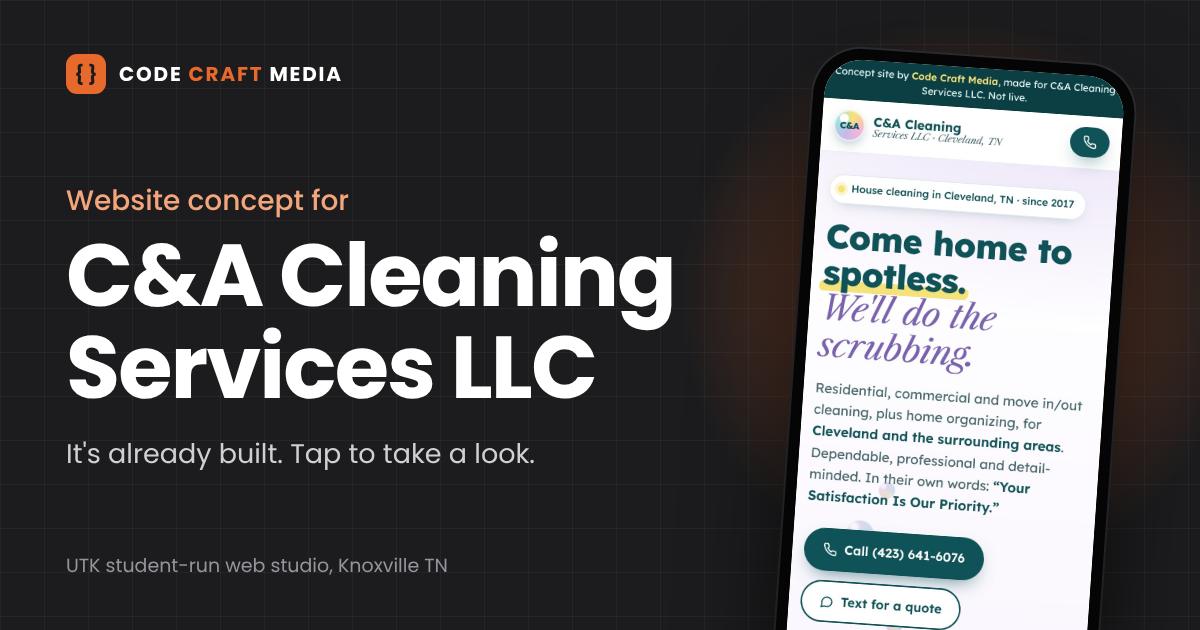 { }
CODE CRAFT MEDIA
Website concept for
C&A Cleaning
Services LLC
It's already built. Tap to take a look.
UTK student-run web studio, Knoxville TN
Concept site by Code Craft Media, made for C&A Cleaning
Services LLC. Not live.
C&A
C&A Cleaning
Services LLC · Cleveland, TN
House cleaning in Cleveland, TN · since 2017
Come home to
spotless.
We'll do the
scrubbing.
Residential, commercial and move in/out
cleaning, plus home organizing, for
Cleveland and the surrounding areas.
Dependable, professional and detail-
minded. In their own words: “Your
Satisfaction Is Our Priority.”
Call (423) 641-6076
Text for a quote